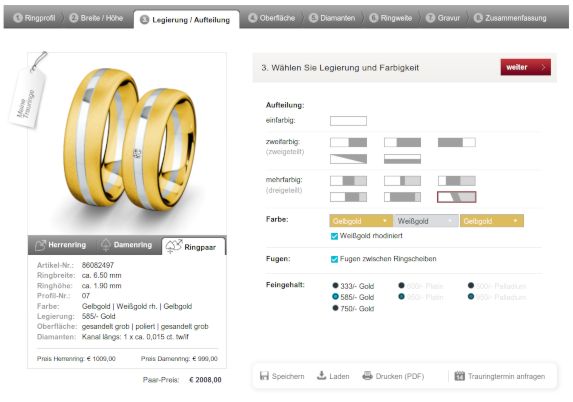 1 Ringprofil
2 Breite / Höhe
3 Legierung / Aufteilung
4 Oberfläche
5 Diamanten
6 Ringweite
7 Gravur
8 Zusammenfassung
Meine
Trauringe
Herrenring
Damenring
Ringpaar
Artikel-Nr.: 86082497
Ringbreite: ca. 6.50 mm
Ringhöhe: ca. 1.90 mm
Profil-Nr.: 07
Farbe: Gelbgold | Weißgold rh. | Gelbgold
Legierung: 585/- Gold
Oberfläche: gesandelt grob | poliert | gesandelt grob
Diamanten: Kanal längs: 1 x ca. 0,015 ct. tw/if
Preis Herrenring: € 1009,00 Preis Damenring: € 999,00
Paar-Preis: € 2008,00
3. Wählen Sie Legierung und Farbigkeit
weiter
Aufteilung:
einfarbig:
zweifarbig:
(zweigeteilt)
mehrfarbig:
(dreigeteilt)
Farbe: Gelbgold Weißgold Gelbgold
Weißgold rhodiniert
Fugen: Fugen zwischen Ringscheiben
Feingehalt: 333/- Gold 600/- Platin 500/- Palladium
585/- Gold 950/- Platin 950/- Palladium
750/- Gold
Speichern
Laden
Drucken (PDF)
Trauringtermin anfragen